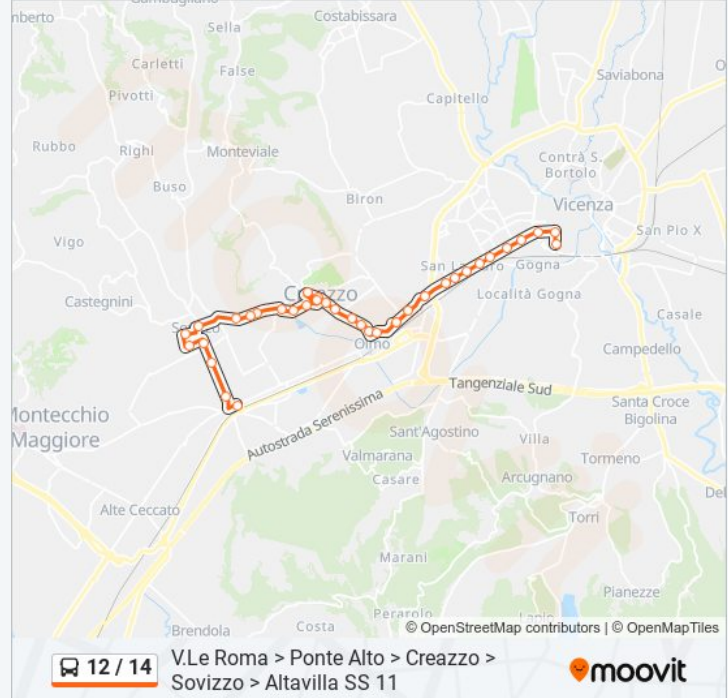 Gambugliano
Costabissara
mberto
Sella
Carletti
False
Saviabona
Pivotti
Capitello
Rubbo
Righi
Monteviale
Contrà S.
Bortolo
Buso
Biron
Vicenza
Vigo
San Pio X
San Lazzaro
Gogna
Castegnini
Creazzo
Località Gogna
Casale
Olmo
Campedello
Tangenziale Sud
Montecchio
Maggiore
Autostrada Serenissima
Santa Croce
Bigolina
Sant'Agostino
Villa
Valmarana
Tormeno
Casare
Arcugnano
Alte Ceccato
Torri
Marani
Pianezze
Perarolo
Brendola
Costa
© OpenStreetMap contributors | © OpenMapTiles
12 / 14
V.Le Roma > Ponte Alto > Creazzo >
Sovizzo > Altavilla SS 11
moovit